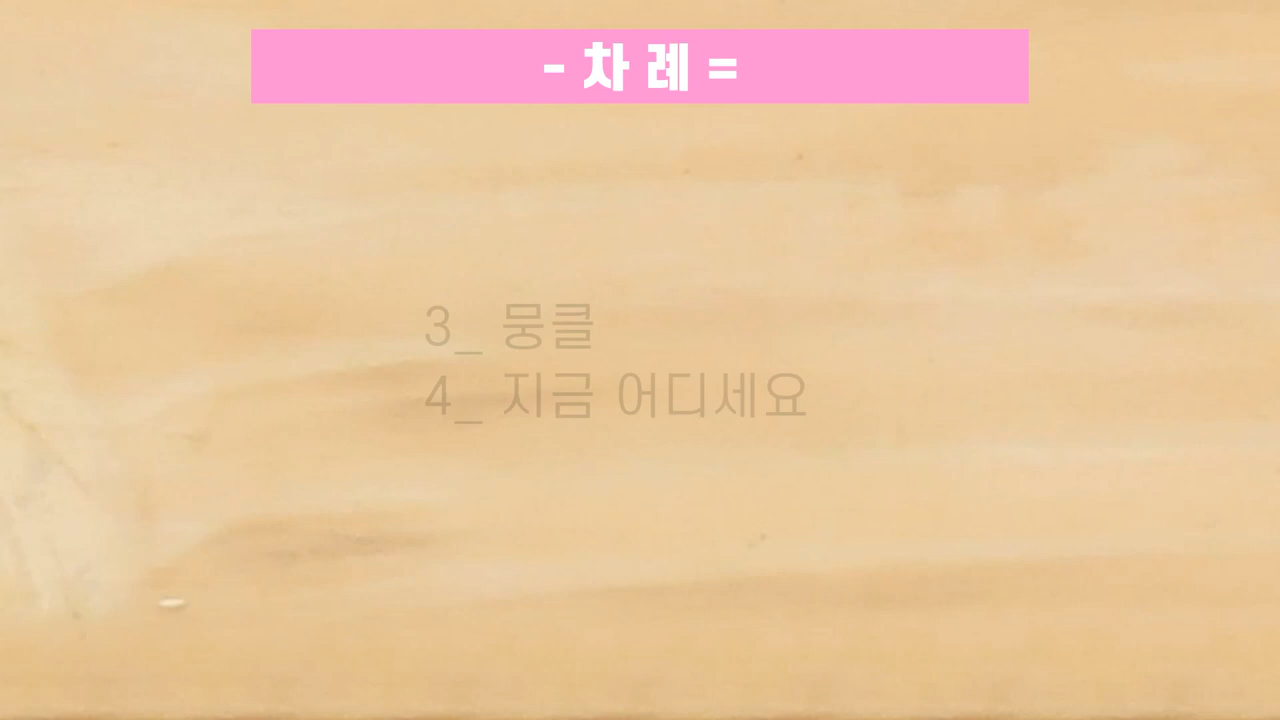 - 차 례 =
3_ 뭉클
4_ 지금 어디세요